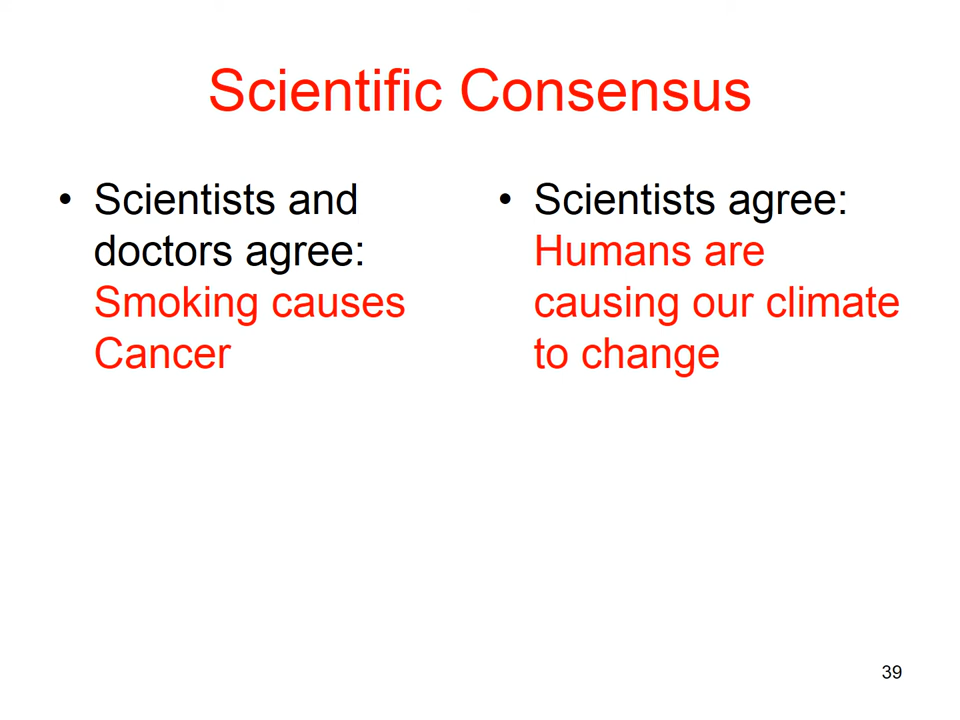 Scientific Consensus
• Scientists and
doctors agree:
Smoking causes
Cancer
• Scientists agree:
Humans are
causing our climate
to change
39